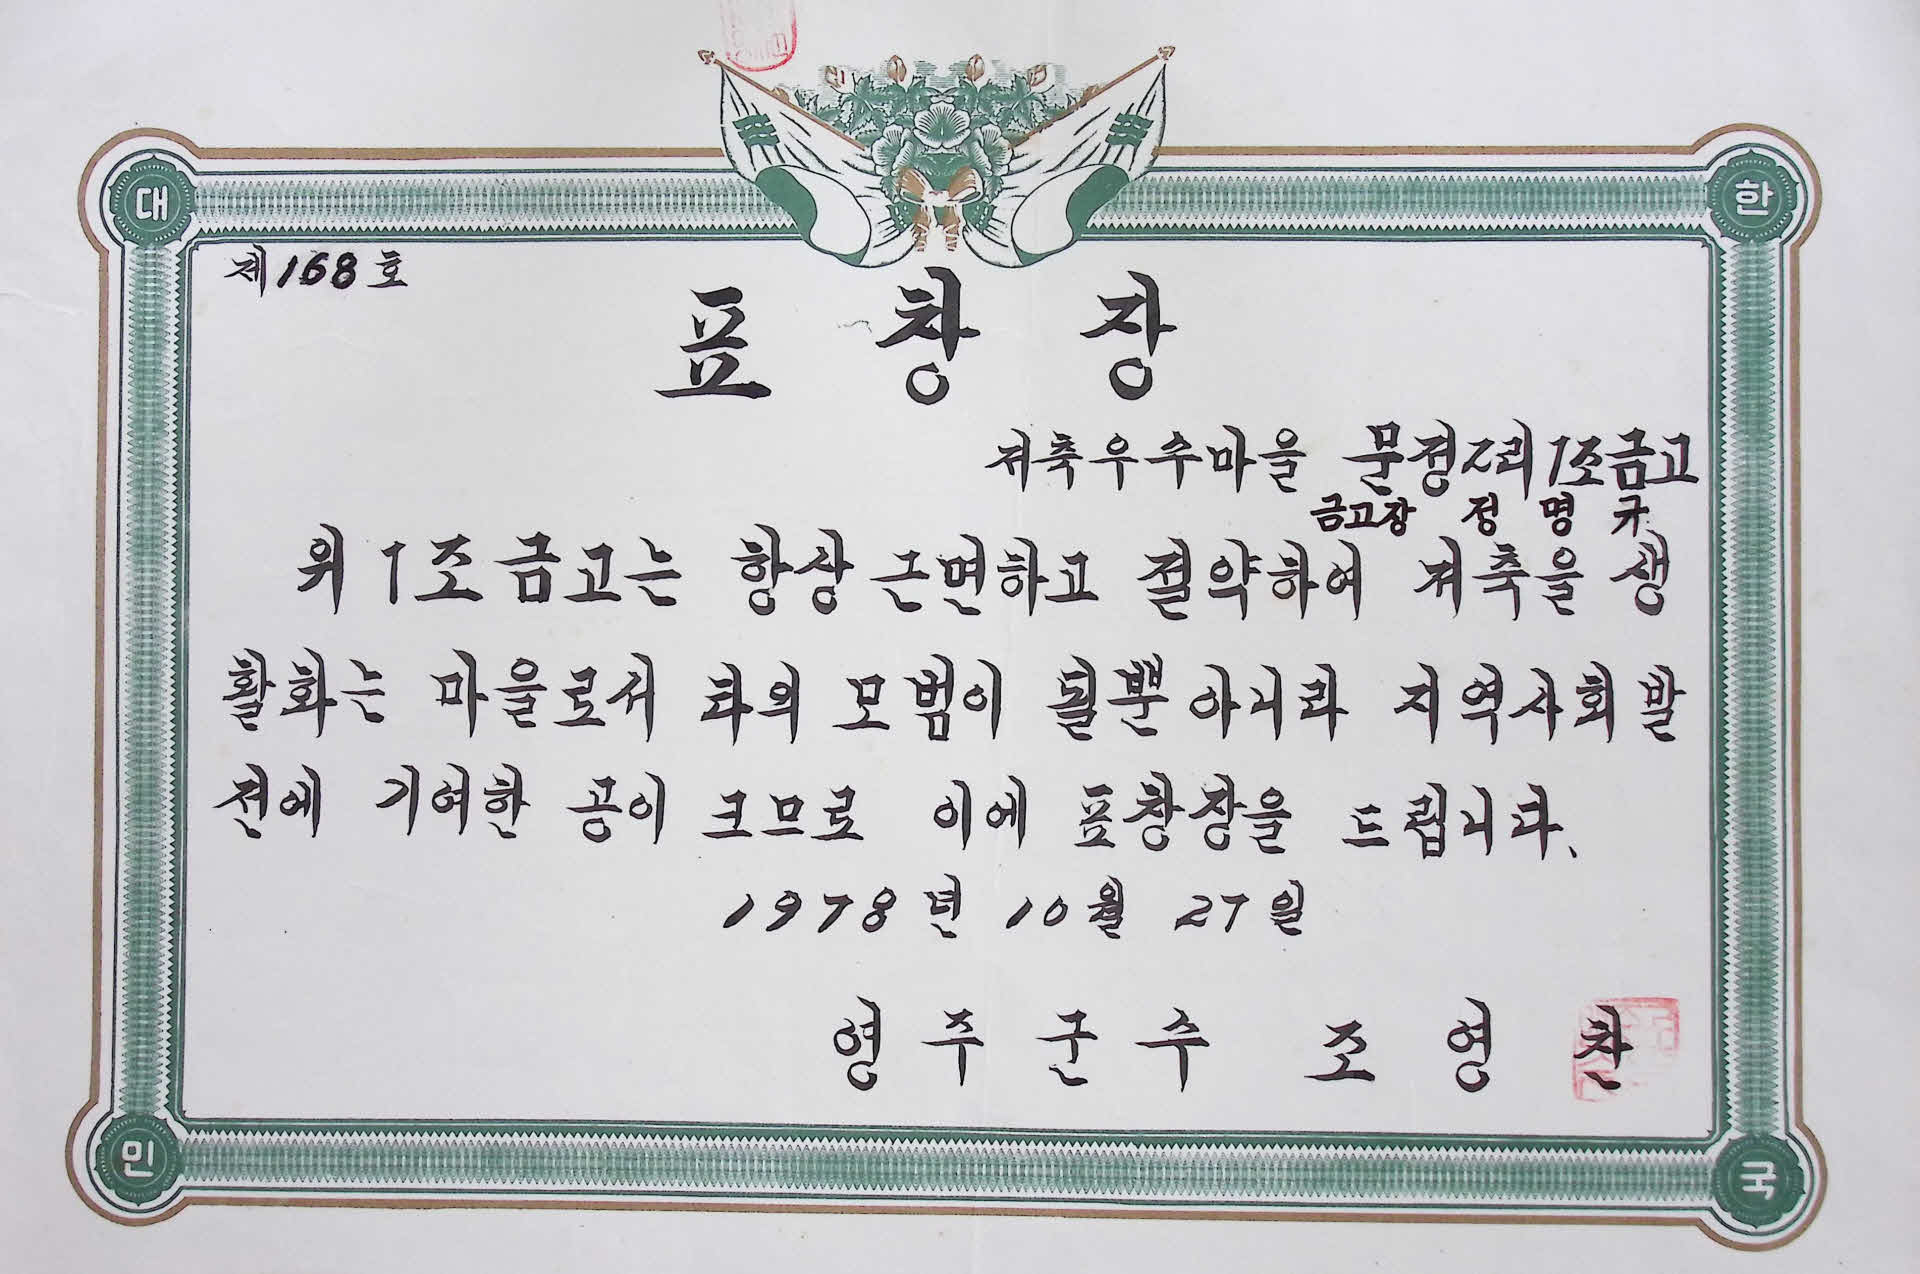 대 한
제168호
표창장
저축우수마을 문정2리1조금고
금고장 정명규
위 1조금고는 항상 근면하고 절약하여 저축을 생
활화는 마을로서 타의 모범이 될뿐 아니라 지역사회발
전에 기여한 공이 크므로 이에 표창장을 드립니다.
1978년 10월 27일
영주군수 조영찬
민 국